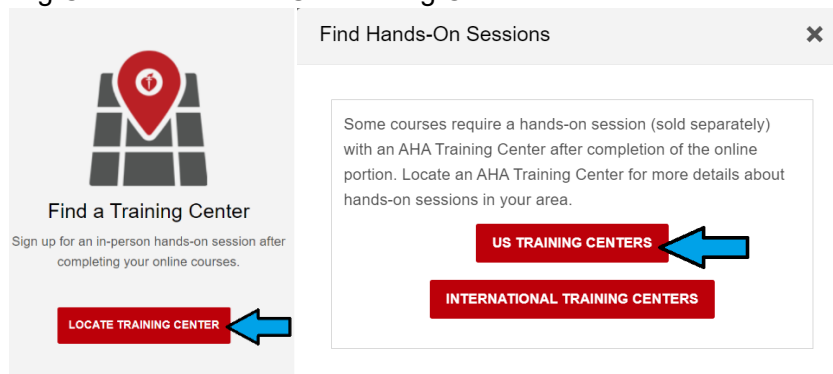 Find a Training Center
Sign up for an in-person hands-on session after
completing your online courses.
LOCATE TRAINING CENTER
Find Hands-On Sessions
Some courses require a hands-on session (sold separately)
with an AHA Training Center after completion of the online
portion. Locate an AHA Training Center for more details about
hands-on sessions in your area.
US TRAINING CENTERS
INTERNATIONAL TRAINING CENTERS